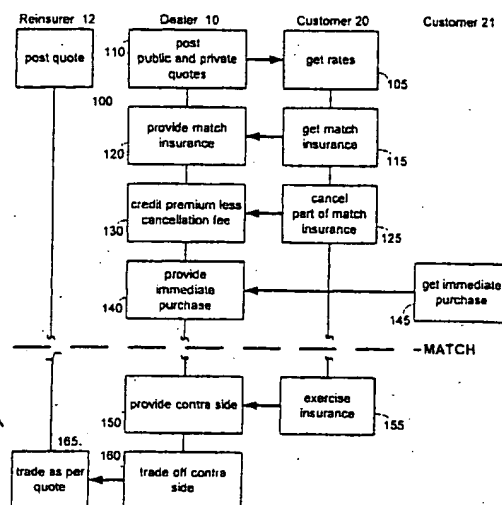 Reinsurer 12 Dealer 10 Customer 20 Customer 21
post quote
110
post
public and private
quotes
get rates
105
100
provide match
insurance
120
get match
insurance
115
credit premium less
cancellation fee
130
cancel
part of match
insurance
125
provide
immediate
purchase
140
get immediate
purchase
145
-MATCH
provide contra side
150
exercise
insurance
155
165.
trade as per
quote
160
trade off contra
side